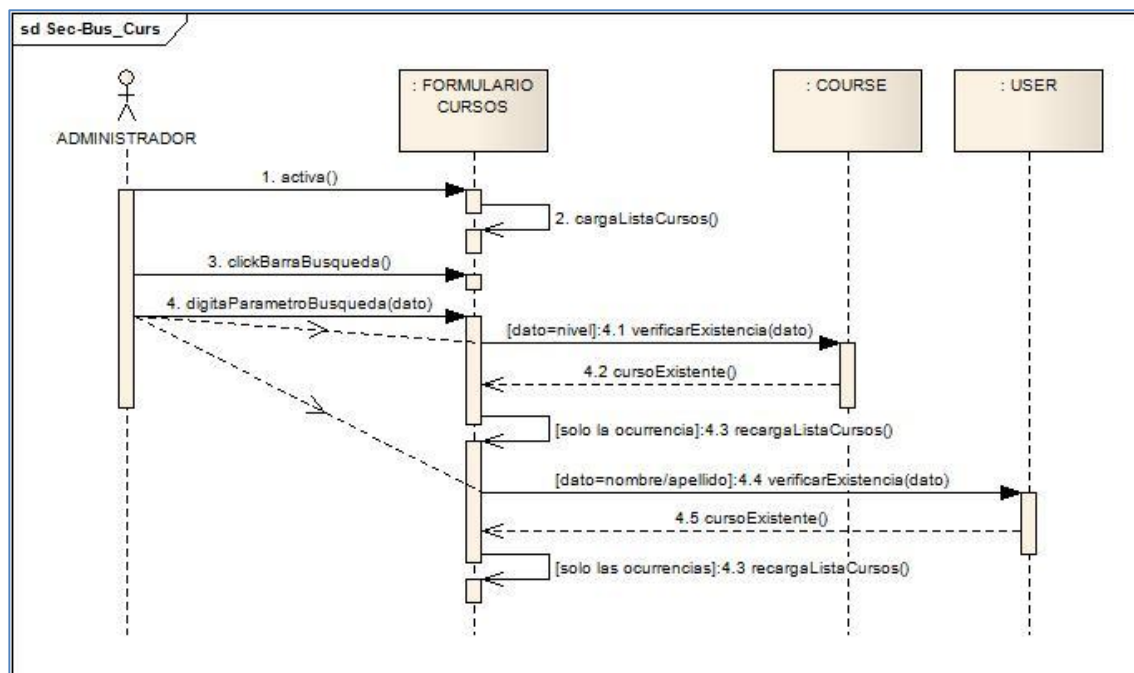 sd Sec-Bus_Curs
ADMINISTRADOR
: FORMULARIO
CURSOS
: COURSE
: USER
1. activa()
2. cargaListaCursos()
3. clickBarraBusqueda()
4. digitaParametroBusqueda(dato)
[dato=nivel]:4.1 verificarExistencia(dato)
4.2 cursoExistente()
[solo la ocurrencia]:4.3 recargaListaCursos()
[dato=nombre/apellido]:4.4 verificarExistencia(dato)
4.5 cursoExistente()
[solo las ocurrencias]:4.3 recargaListaCursos()